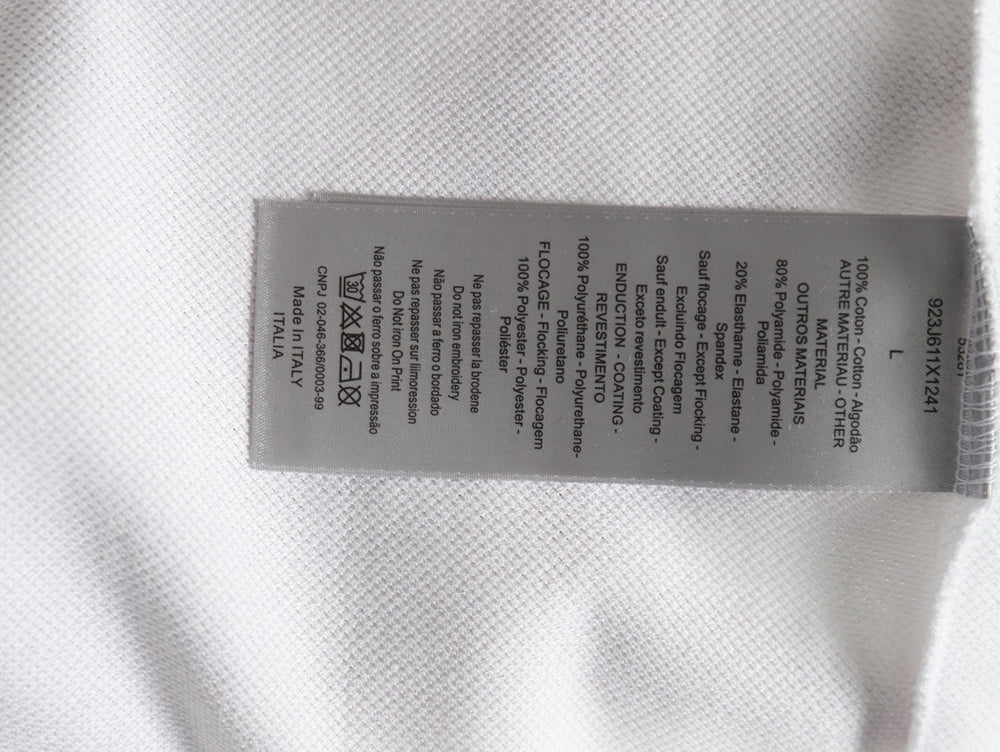 53267
923J611X1241
L
100% Coton - Cotton - Algodão
AUTRE MATERIAU - OTHER
MATERIAL
OUTROS MATERIAIS
80% Polyamide - Polyamide -
Poliamida
20% Elasthanne - Elastane -
Spandex
Sauf flocage - Except Flocking -
Excluindo Flocagem
Sauf enduit - Except Coating -
Exceto revestimento
ENDUCTION - COATING -
REVESTIMENTO
100% Polyurethane - Polyurethane-
Poliuretano
FLOCAGE - Flocking - Flocagem
100% Polyester - Polyester -
Poliéster
Ne pas repasser la brodene
Do not iron embroidery
Não passar a ferro o bordado
Ne pas repasser sur limoression
Do Not iron On Print
Não passar o ferro sobre a impressão
30
CNPJ 02-046-366/0003-99
Made In ITALY
ITALIA